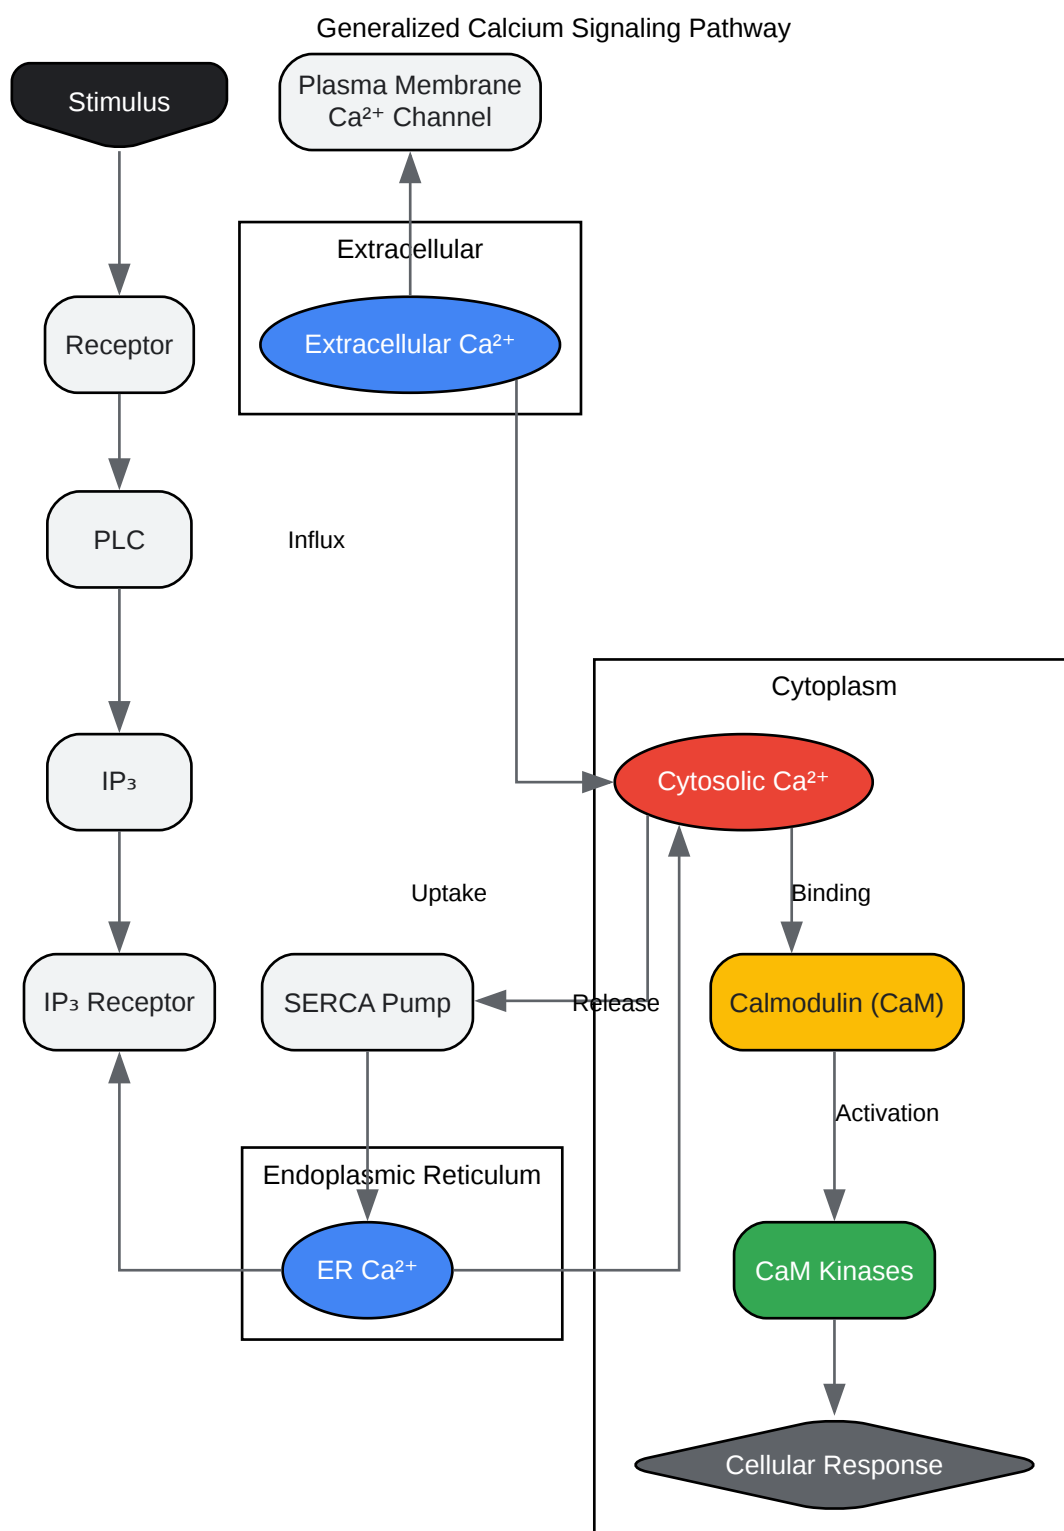 Generalized Calcium Signaling Pathway
Stimulus
Plasma Membrane
Ca²⁺ Channel
Extracellular
Receptor
Extracellular Ca²⁺
PLC
Influx
Cytoplasm
IP₃
Cytosolic Ca²⁺
Uptake
Binding
IP₃ Receptor
SERCA Pump
Release
Calmodulin (CaM)
Activation
Endoplasmic Reticulum
ER Ca²⁺
CaM Kinases
Cellular Response